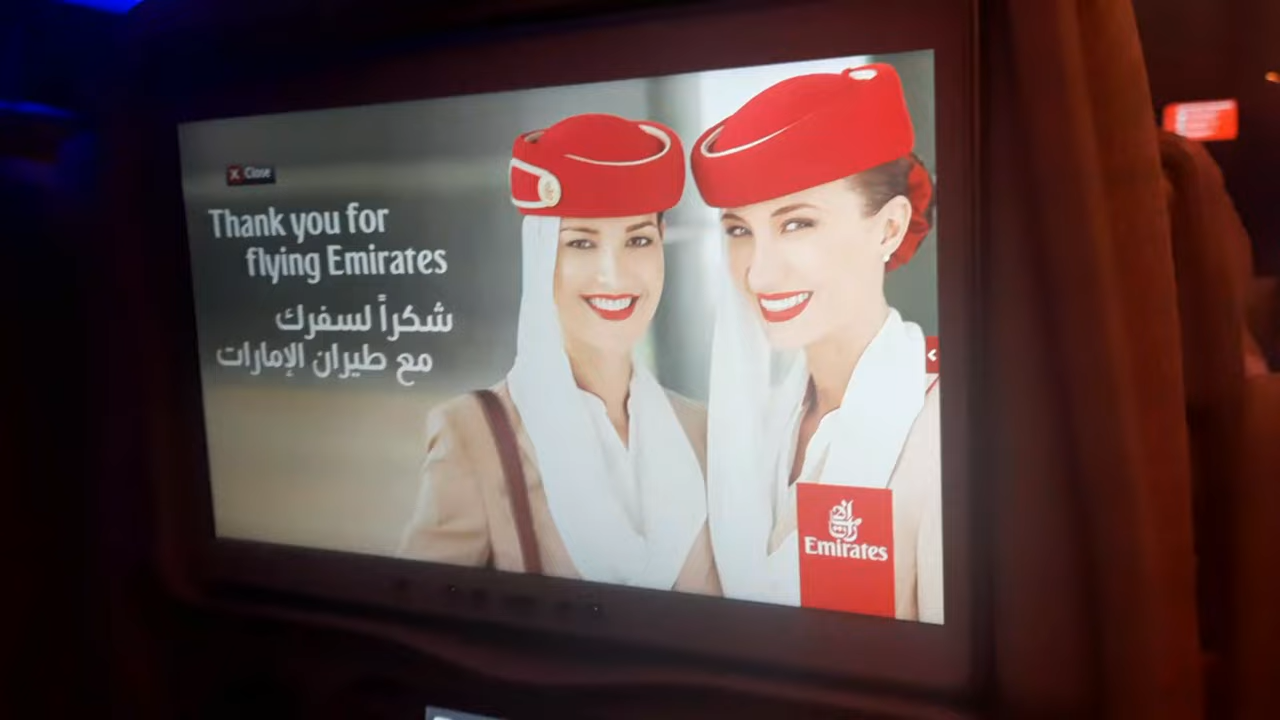 Close
Thank you for
flying Emirates
شكراً لسفرك
مع طيران الإمارات
Emirates